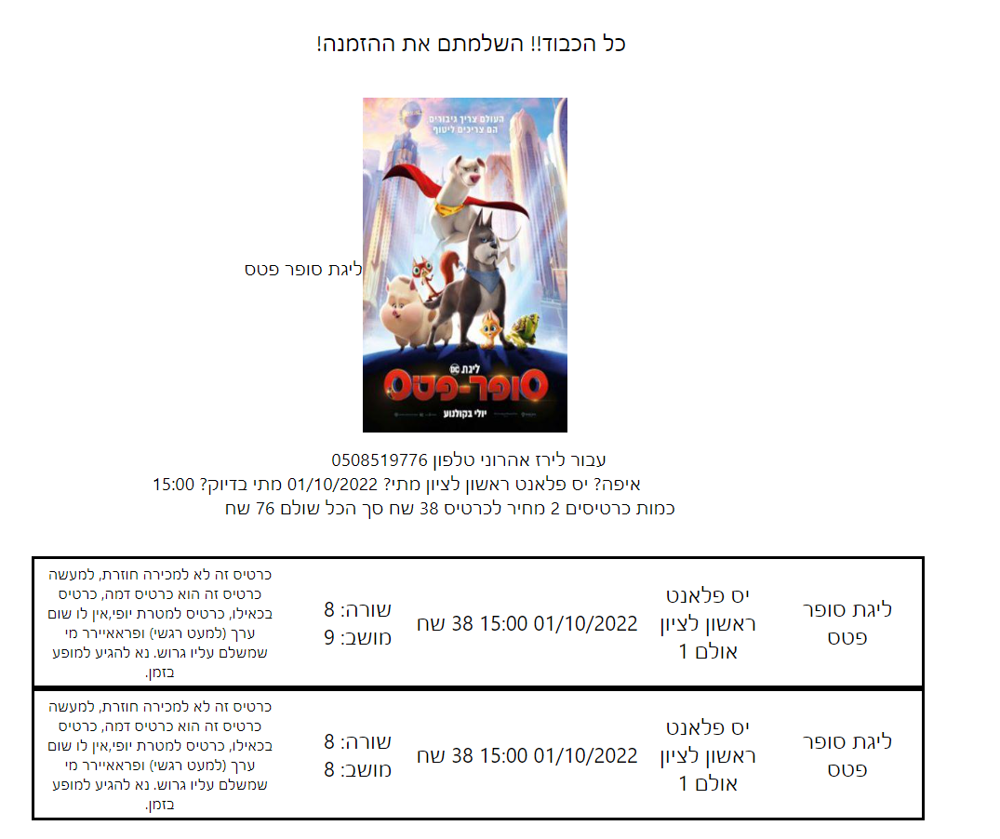 כל הכבוד!! השלמתם את ההזמנה!
העולם צריך גיבורים
הם צריכים ליטוף
ליגת סופר פטס
ליגת DC
סופר-פטס
יולי בקולנוע
עבור לירז אהרוני טלפון 0508519776
איפה? יס פלאנט ראשון לציון מתי? 01/10/2022 מתי בדיוק? 15:00
כמות כרטיסים 2 מחיר לכרטיס 38 שח סך הכל שולם 76 שח
ליגת סופר
פטס
יס פלאנט
ראשון לציון
אולם 1
01/10/2022 15:00 38 שח
שורה: 8
מושב: 9
כרטיס זה לא למכירה חוזרת, למעשה
כרטיס זה הוא כרטיס דמה, כרטיס
בכאילו, כרטיס למטרת יופי,אין לו שום
ערך (למעט רגשי) ופראאיירר מי
שמשלם עליו גרוש. נא להגיע למופע
בזמן.
ליגת סופר
פטס
יס פלאנט
ראשון לציון
אולם 1
01/10/2022 15:00 38 שח
שורה: 8
מושב: 8
כרטיס זה לא למכירה חוזרת, למעשה
כרטיס זה הוא כרטיס דמה, כרטיס
בכאילו, כרטיס למטרת יופי,אין לו שום
ערך (למעט רגשי) ופראאיירר מי
שמשלם עליו גרוש. נא להגיע למופע
בזמן.